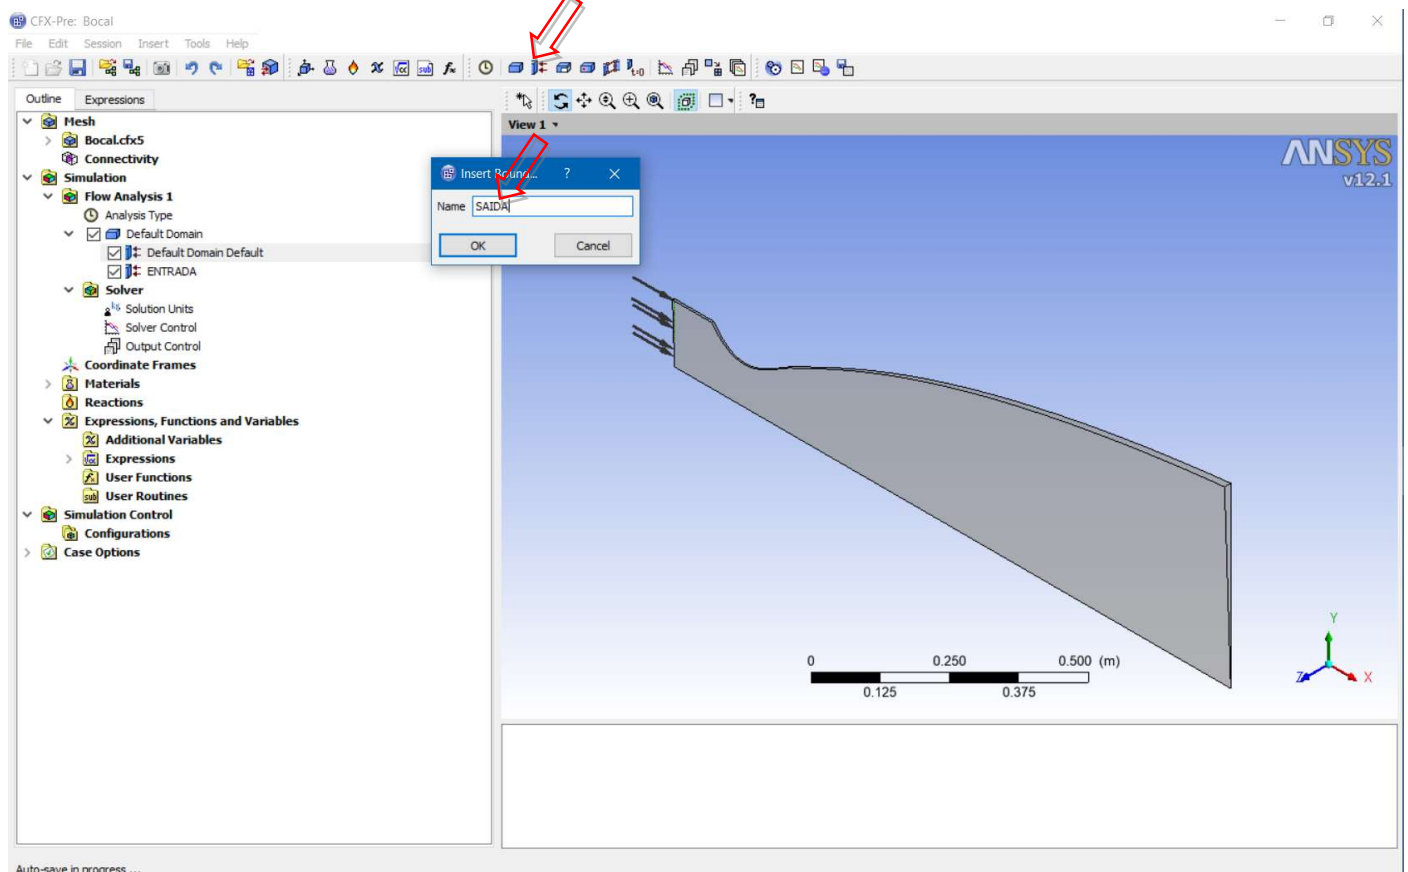 CFX-Pre: Bocal
File Edit Session Insert Tools Help
Outline Expressions
View 1
Mesh
Bocal.cfx5
Connectivity
Simulation
Flow Analysis 1
Analysis Type
Default Domain
Default Domain Default
ENTRADA
Solver
Solution Units
Solver Control
Output Control
Coordinate Frames
Materials
Reactions
Expressions, Functions and Variables
Additional Variables
Expressions
User Functions
User Routines
Simulation Control
Configurations
Case Options
Insert Bound... ?
Name SAIDA
OK Cancel
ANSYS
v12.1
0 0.250 0.500 (m)
0.125 0.375
Y
Z X
Auto-save in progress ...